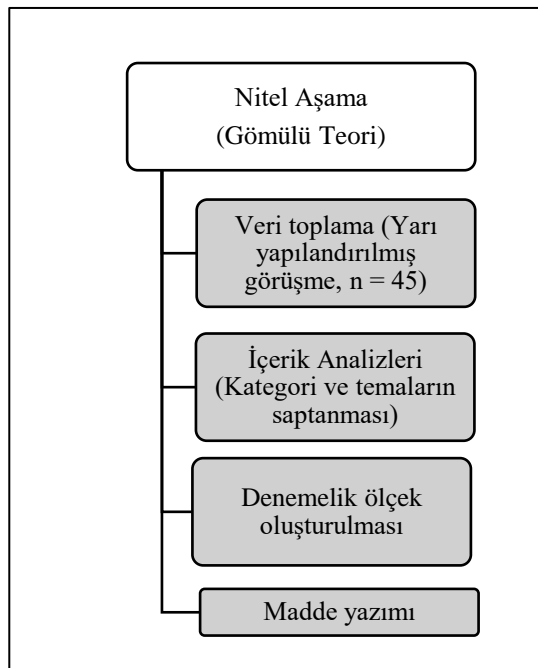 Nitel Aşama
(Gömülü Teori)
Veri toplama (Yarı
yapılandırılmış
görüşme, n = 45)
İçerik Analizleri
(Kategori ve temaların
saptanması)
Denemelik ölçek
oluşturulması
Madde yazımı